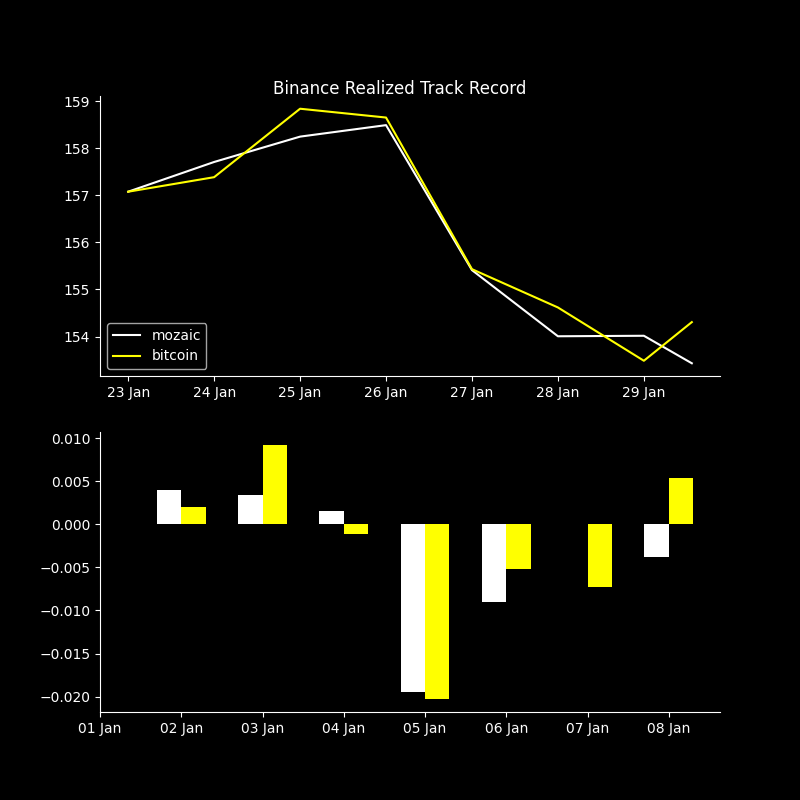 Binance Realized Track Record
159
158
157
156
155
154
mozaic
bitcoin
23 Jan 24 Jan 25 Jan 26 Jan 27 Jan 28 Jan 29 Jan
0.010
0.005
0.000
−0.005
−0.010
−0.015
−0.020
01 Jan 02 Jan 03 Jan 04 Jan 05 Jan 06 Jan 07 Jan 08 Jan